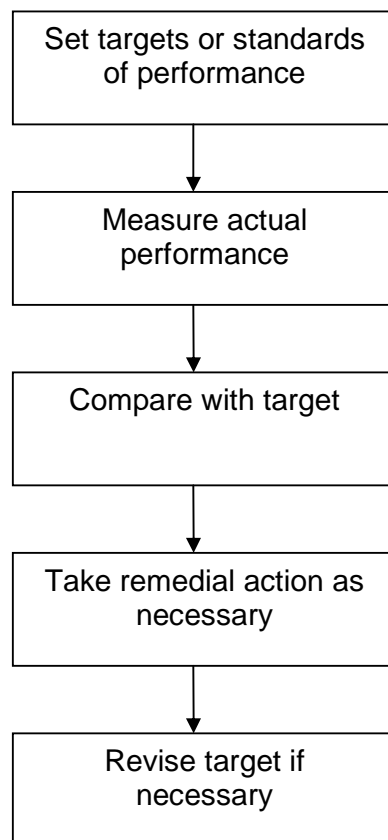 Set targets or standards
of performance
Measure actual
performance
Compare with target
Take remedial action as
necessary
Revise target if
necessary